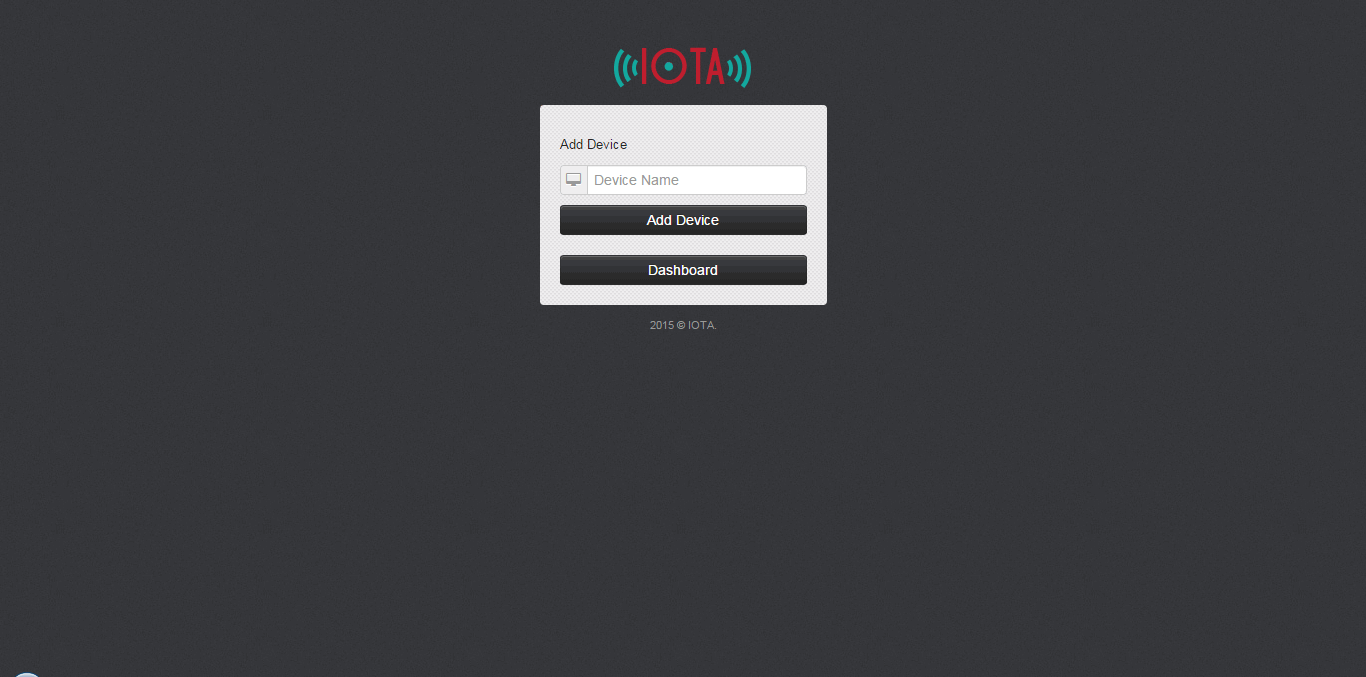 IOTA
Add Device
Device Name
Add Device
Dashboard
2015 © IOTA.